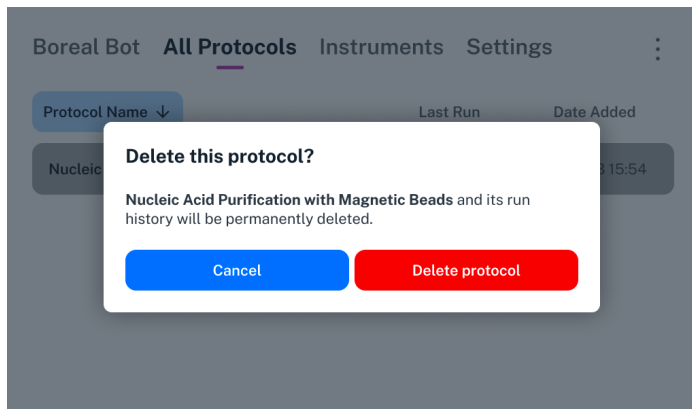 Boreal Bot All Protocols Instruments Settings
Protocol Name ↓ Last Run Date Added
Delete this protocol?
Nucleic
15:54
Nucleic Acid Purification with Magnetic Beads and its run
history will be permanently deleted.
Cancel Delete protocol